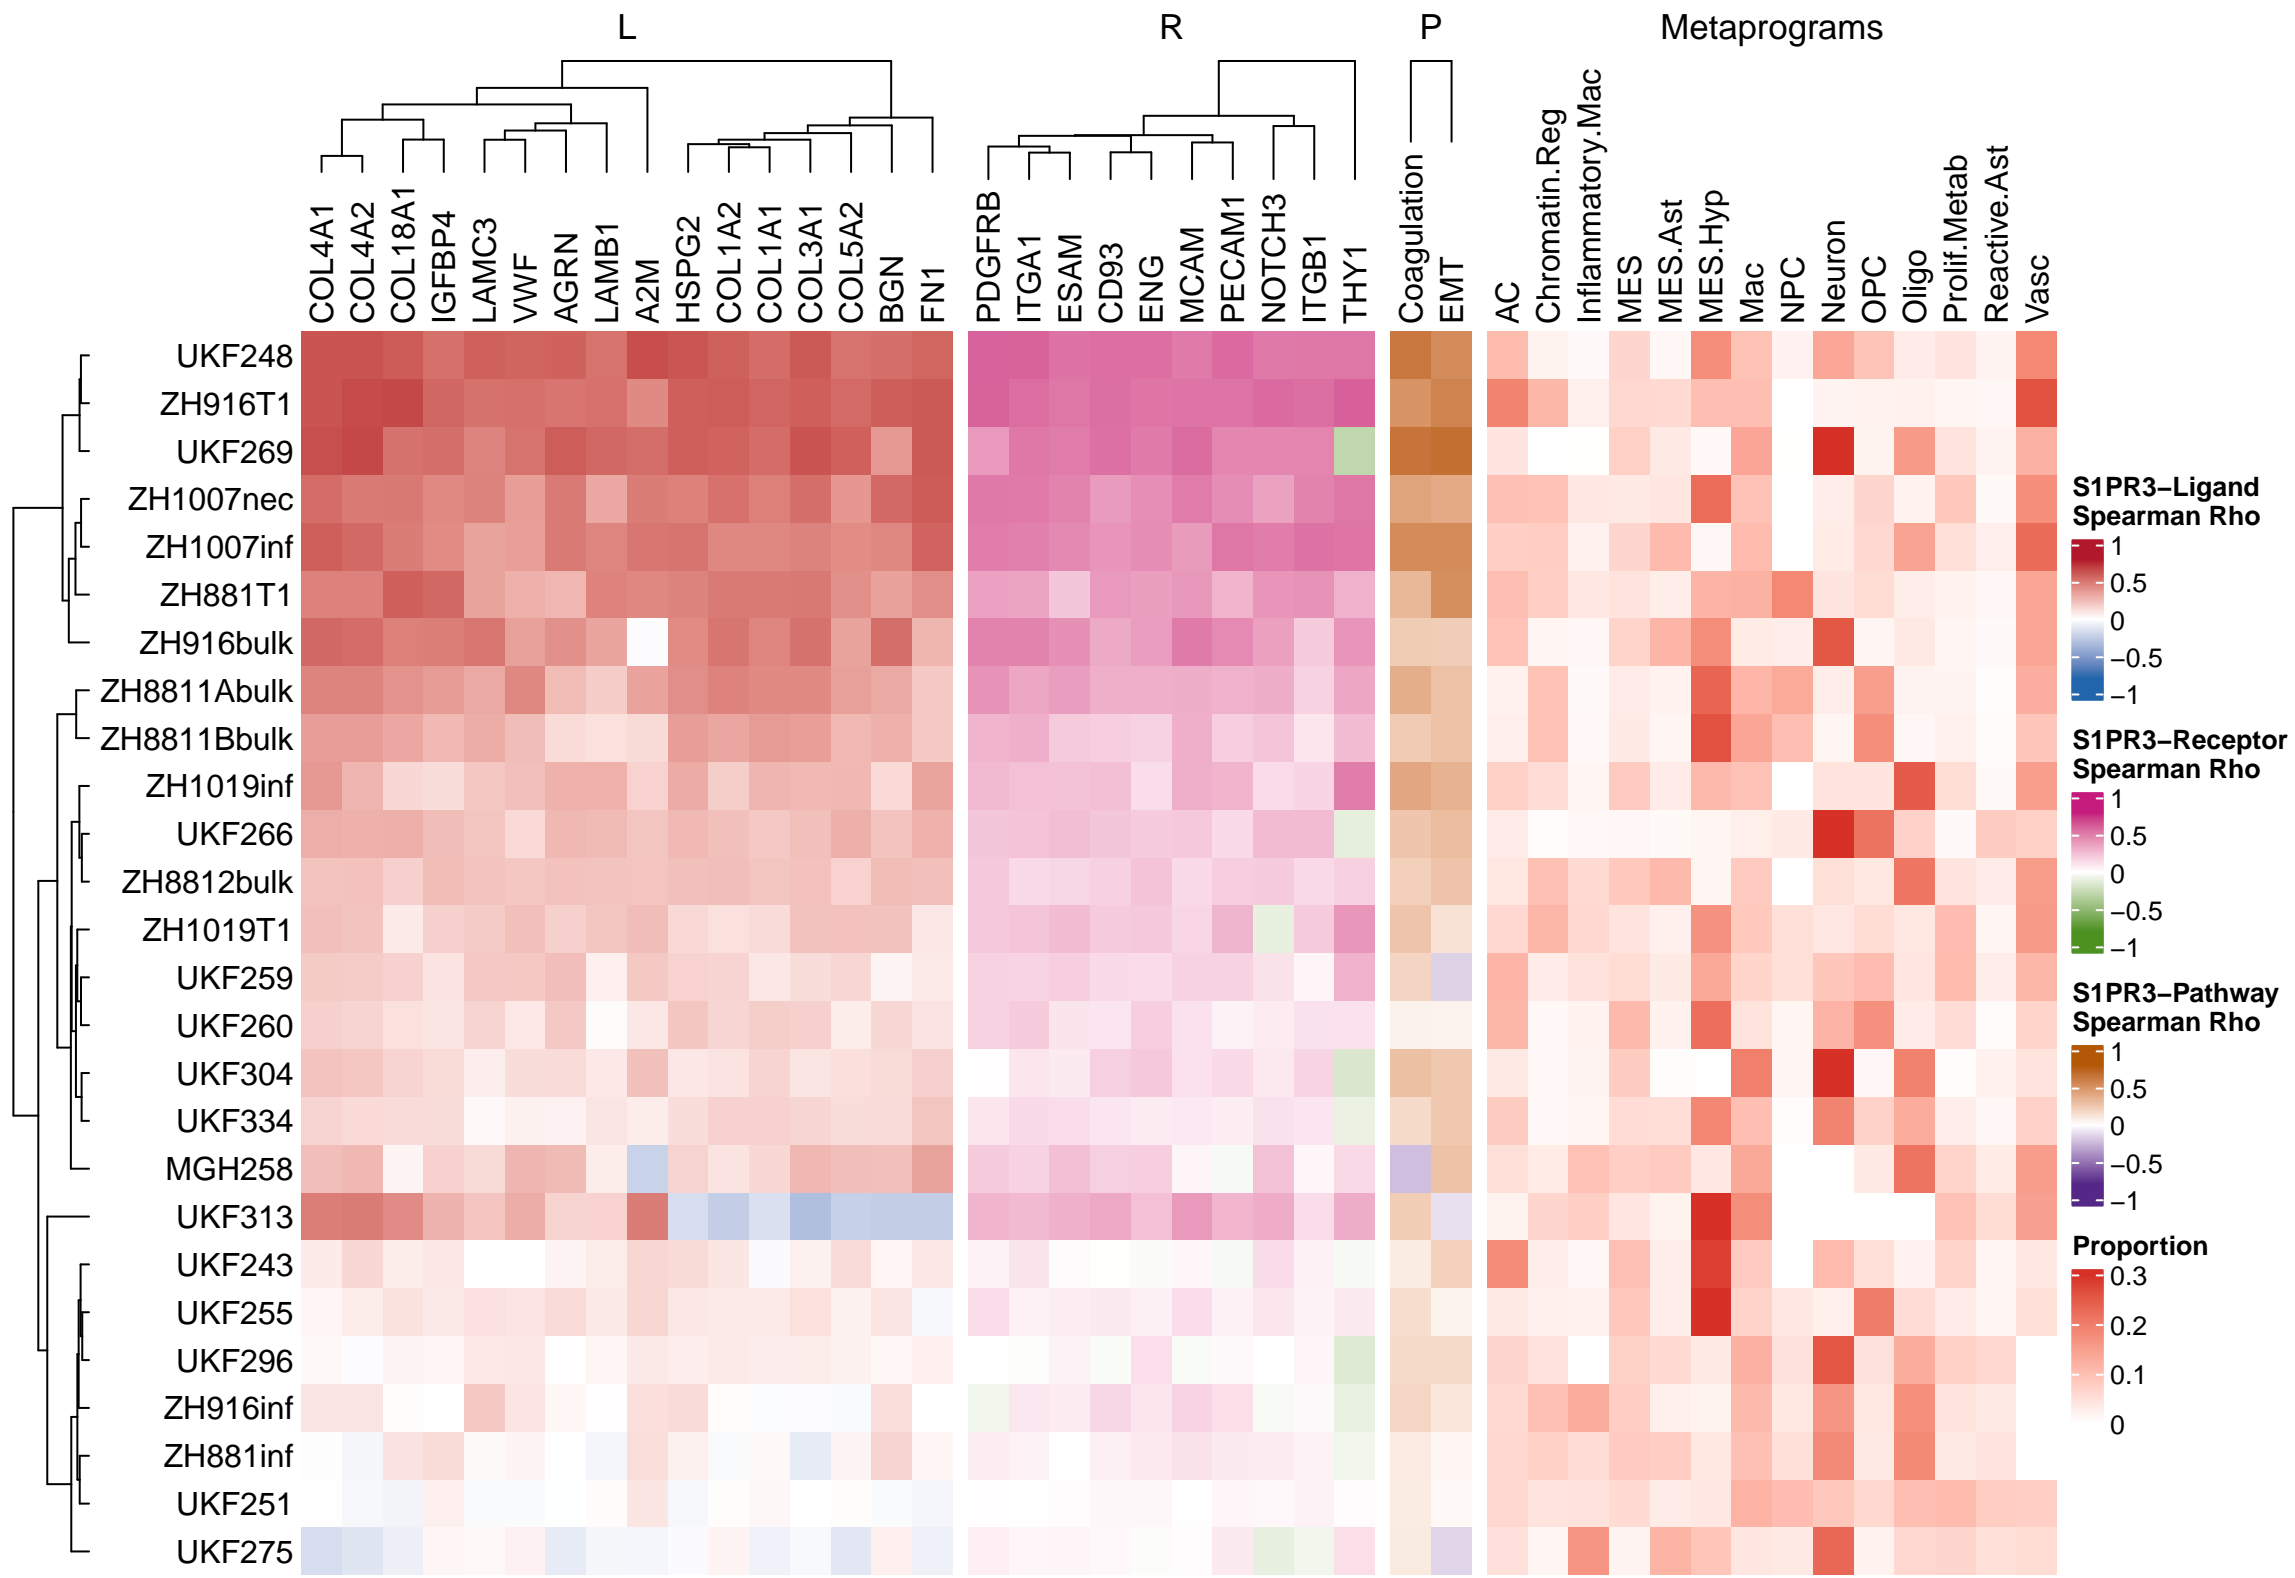 L
R
P
Metaprograms
COL4A1
COL4A2
COL18A1
IGFBP4
LAMC3
VWF
AGRN
LAMB1
A2M
HSPG2
COL1A2
COL1A1
COL3A1
COL5A2
BGN
FN1
PDGFRB
ITGA1
ESAM
CD93
ENG
MCAM
PECAM1
NOTCH3
ITGB1
THY1
Coagulation
EMT
AC
Chromatin.Reg
Inflammatory.Mac
MES
MES.Ast
MES.Hyp
Mac
NPC
Neuron
OPC
Oligo
Prolif.Metab
Reactive.Ast
Vasc
UKF248
ZH916T1
UKF269
ZH1007nec
ZH1007inf
ZH881T1
ZH916bulk
ZH8811Abulk
ZH8811Bbulk
ZH1019inf
UKF266
ZH8812bulk
ZH1019T1
UKF259
UKF260
UKF304
UKF334
MGH258
UKF313
UKF243
UKF255
UKF296
ZH916inf
ZH881inf
UKF251
UKF275
S1PR3−Ligand
Spearman Rho
1
0.5
0
−0.5
−1
S1PR3−Receptor
Spearman Rho
1
0.5
0
−0.5
−1
S1PR3−Pathway
Spearman Rho
1
0.5
0
−0.5
−1
Proportion
0.3
0.2
0.1
0